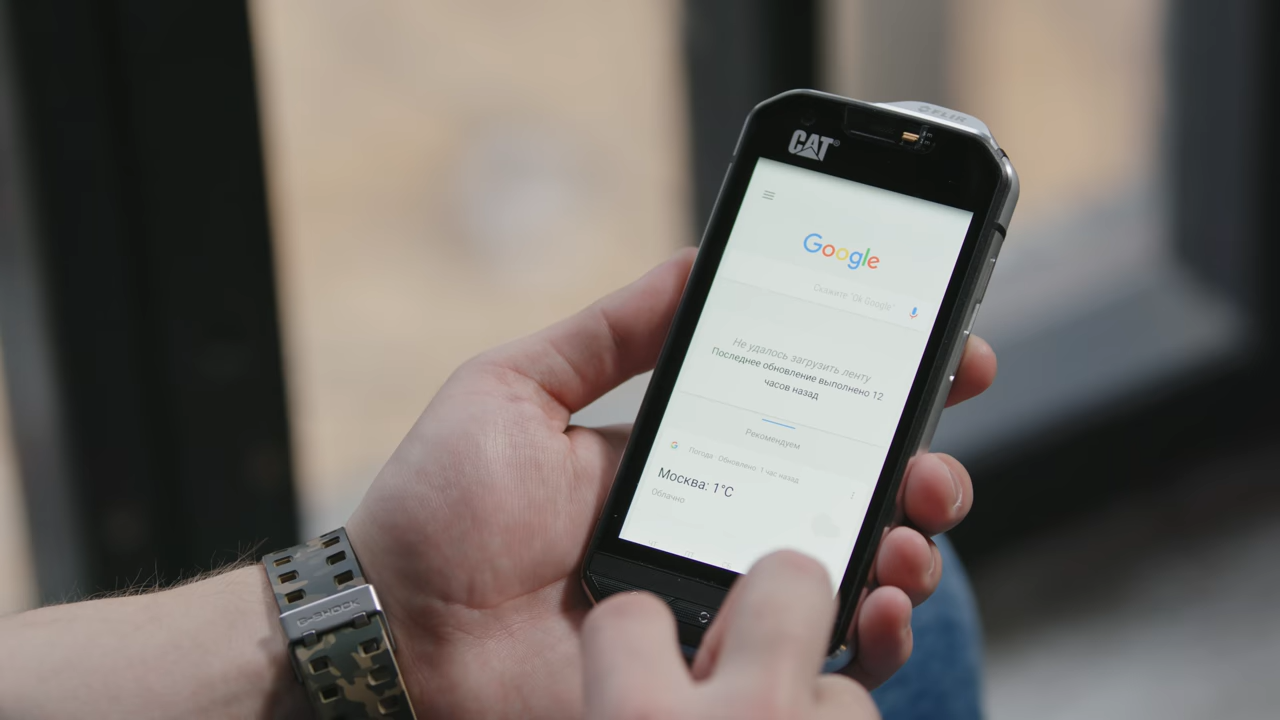 FLIR
CAT®
Google
Скажите "Ok Google"
Не удалось загрузить ленту
Последнее обновление выполнено 12
часов назад
Рекомендуем
Погода · Обновлено: 1 час назад
Москва: 1°C
Облачно
G-SHOCK